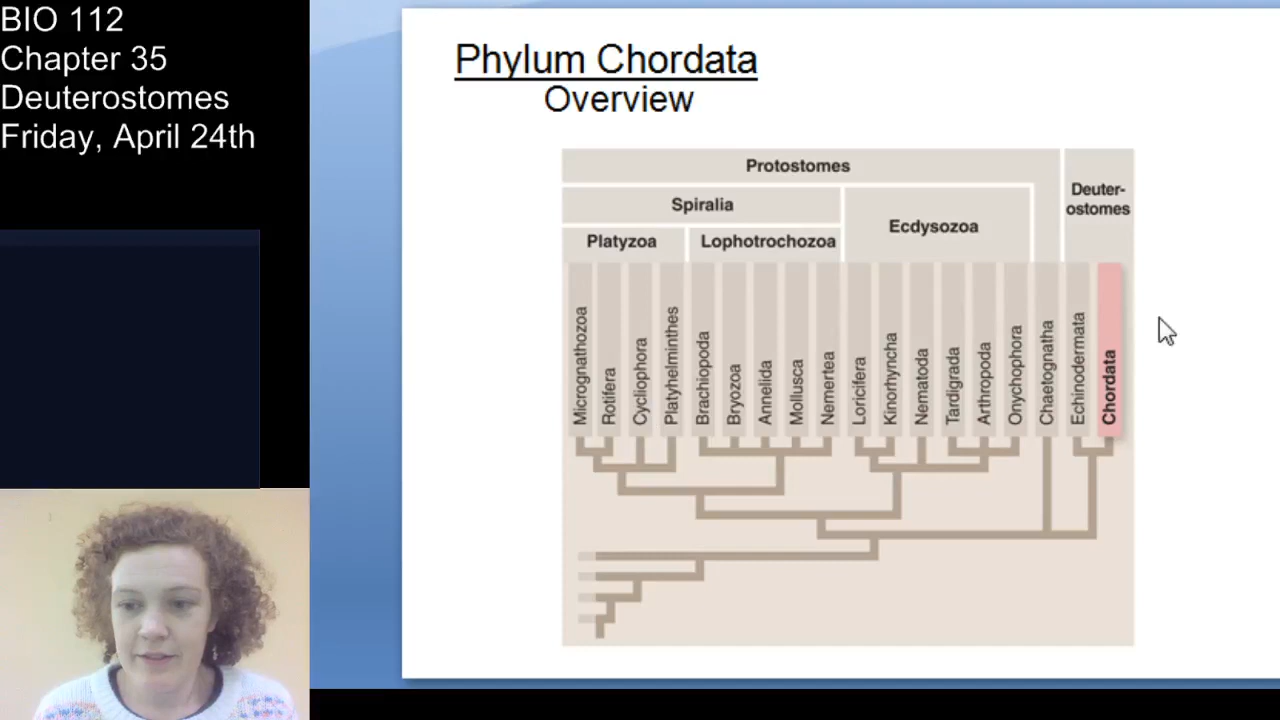 BIO 112
Chapter 35
Deuterostomes
Friday, April 24th
Phylum Chordata
Overview
Protostomes
Deuter-
ostomes
Spiralia
Ecdysozoa
Platyzoa
Lophotrochozoa
Micrognathozoa
Rotifera
Cycliophora
Platyhelminthes
Brachiopoda
Bryozoa
Annelida
Mollusca
Nemertea
Loricifera
Kinorhyncha
Nematoda
Tardigrada
Arthropoda
Onychophora
Chaetognatha
Echinodermata
Chordata